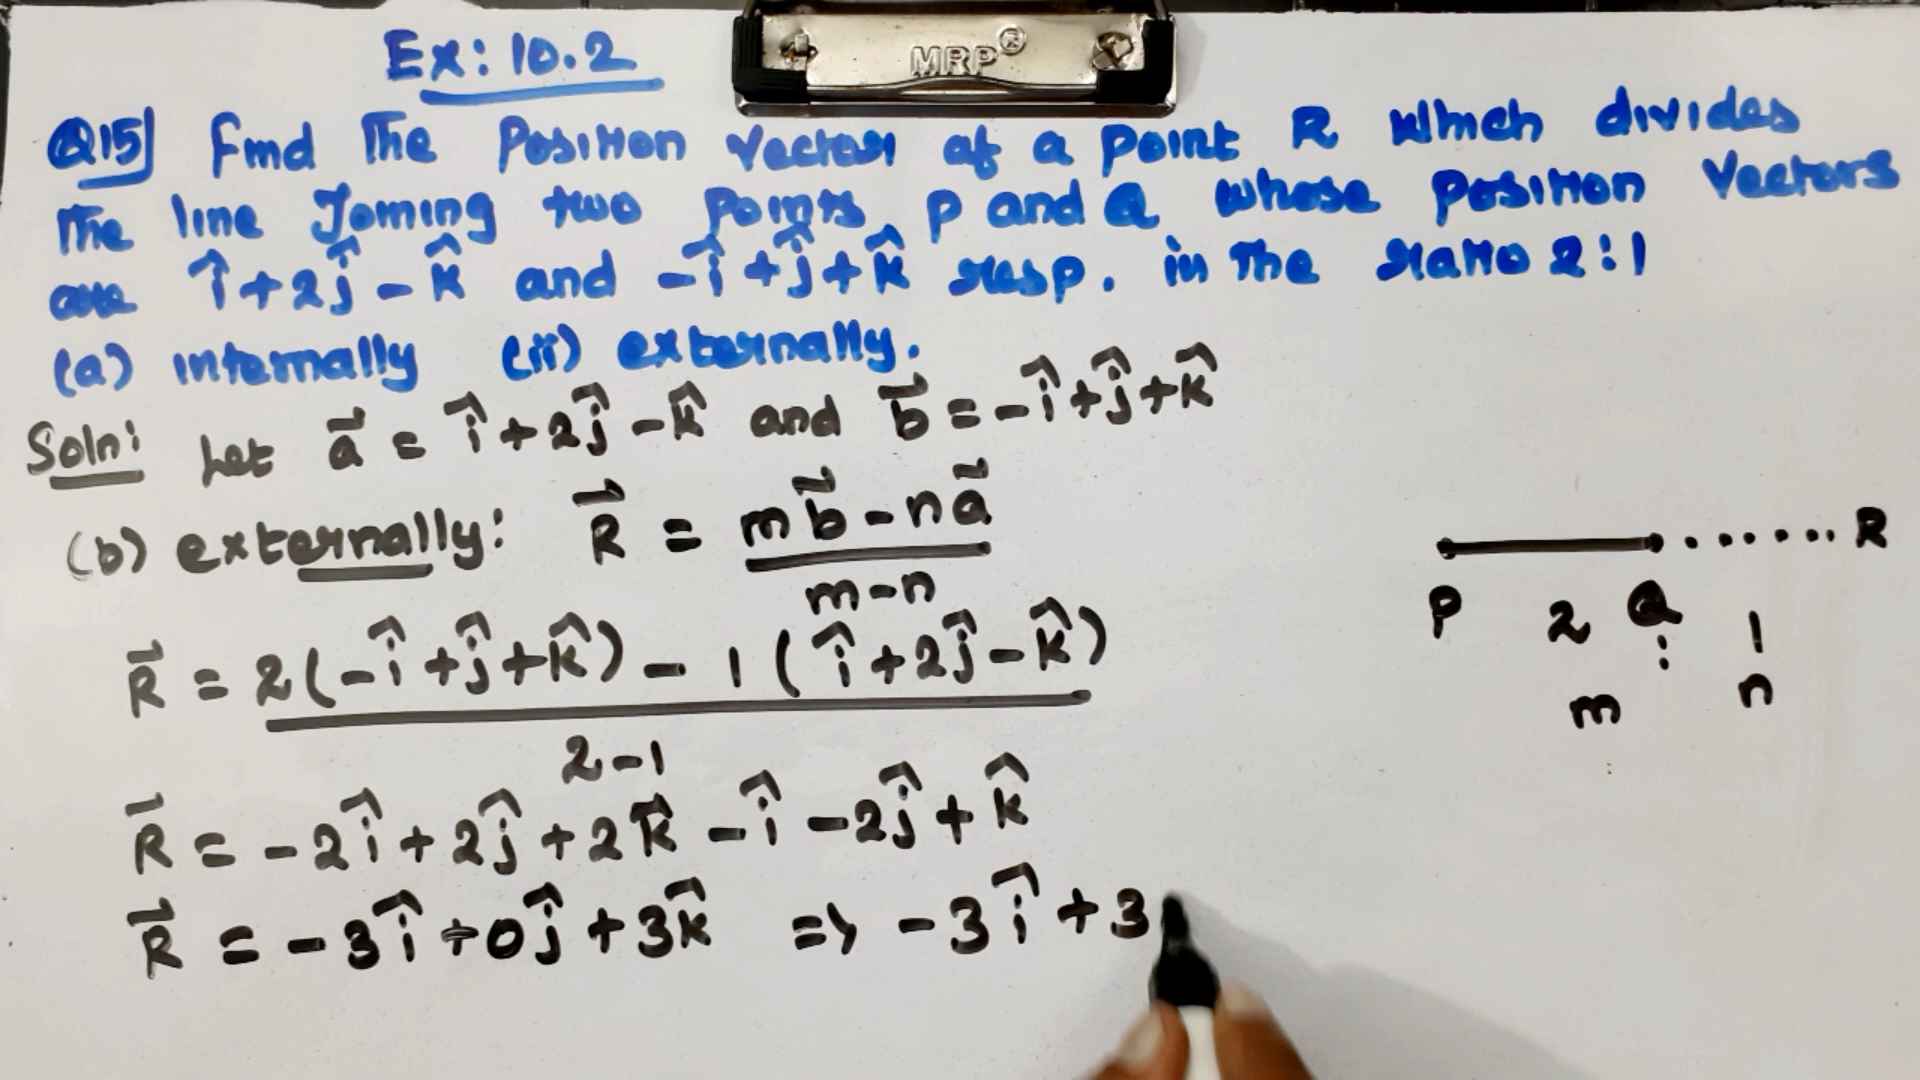 Ex: 10.2
MRP®
Q15] Find The Position vector of a point R which divides
The line Joining two points P and Q whose position vectors
are î+2ĵ-k̂ and -î+ĵ+k̂ resp. in The ratio 2:1
(a) internally (ii) externally.
Soln: Let a⃗ = î+2ĵ-k̂ and b⃗ = -î+ĵ+k̂
(b) externally: R⃗ = mb⃗-na⃗
m-n
R⃗ = 2(-î+ĵ+k̂) - 1(î+2ĵ-k̂)
2-1
R⃗ = -2î+2ĵ+2k̂ -î -2ĵ+k̂
R⃗ = -3î+0ĵ+3k̂ => -3î+3
R
P 2 Q 1
m : n